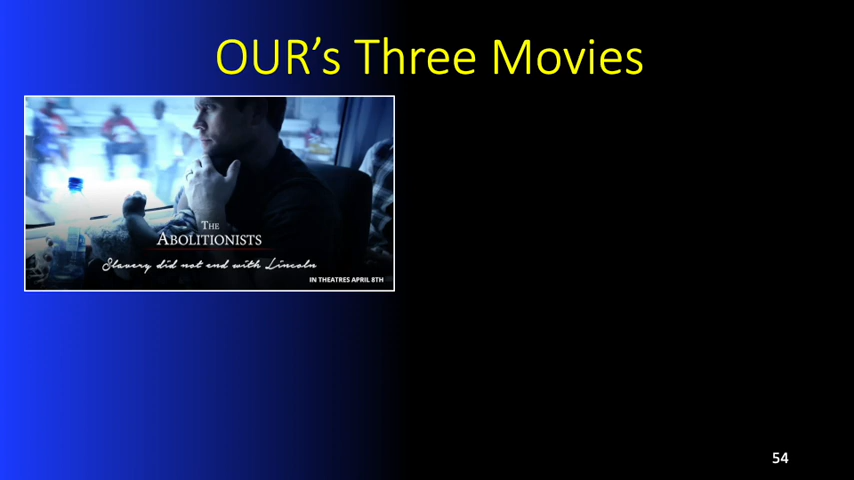 OUR’s Three Movies
THE
ABOLITIONISTS
Slavery did not end with Lincoln
IN THEATRES APRIL 8TH
54